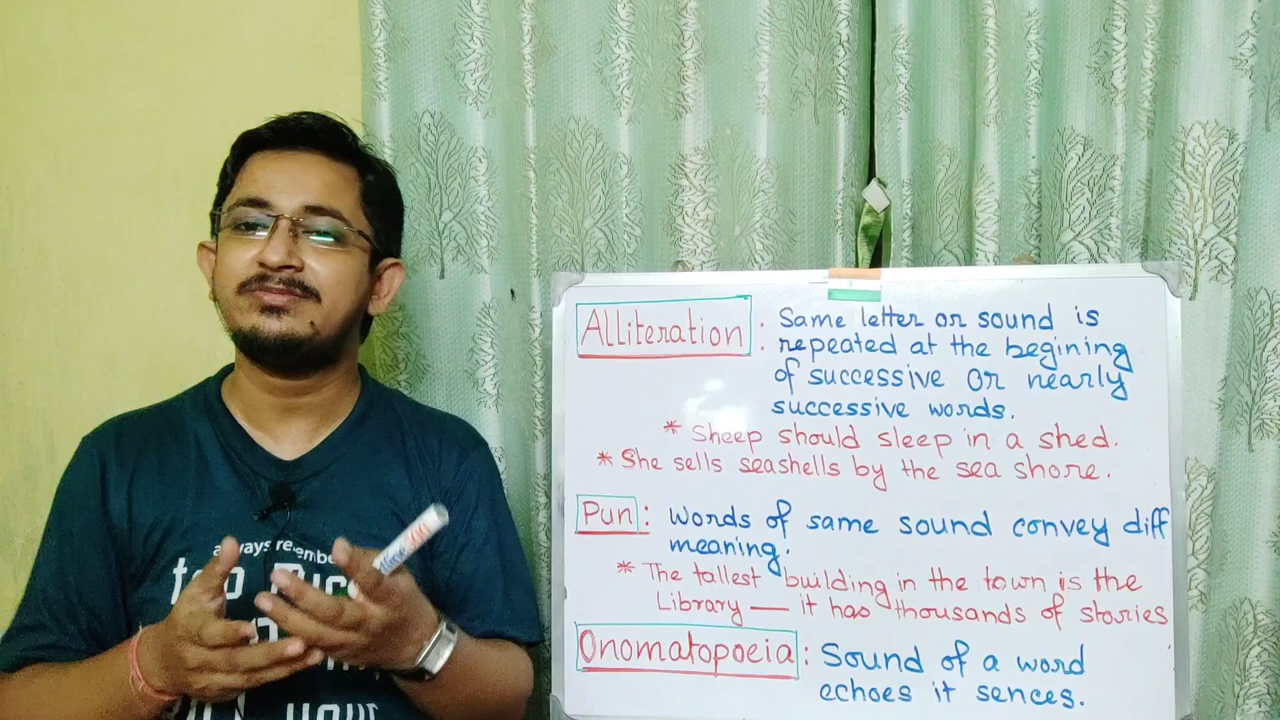 Alliteration : Same letter or sound is
repeated at the begining
of successive or nearly
successive words.
* Sheep should sleep in a shed.
* She sells seashells by the sea shore.
Pun : words of same sound convey diff
meaning.
* The tallest building in the town is the
Library — it has thousands of stories
Onomatopoeia : Sound of a word
echoes it sences.
always remember
your